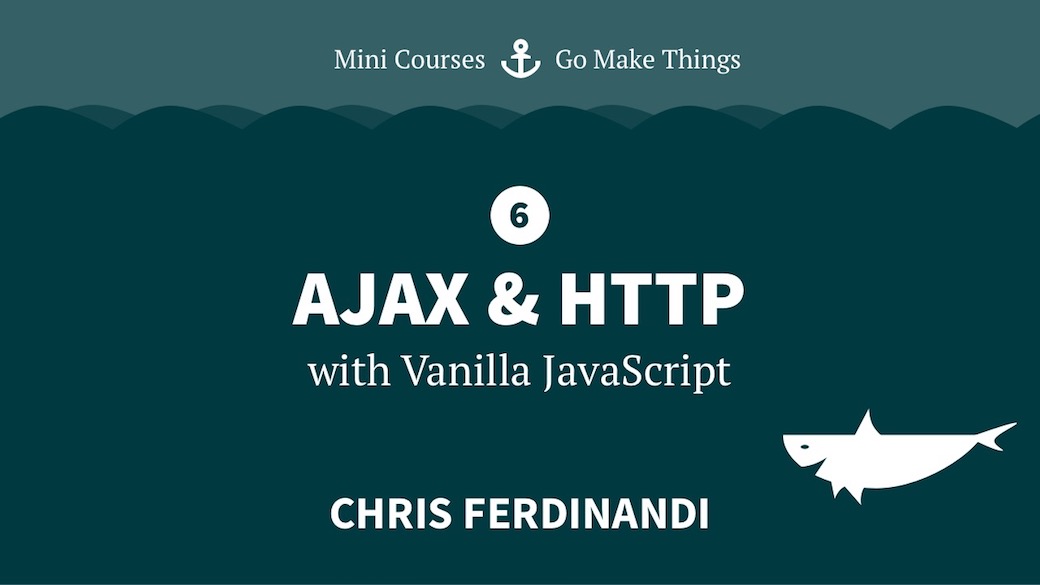 Mini Courses Go Make Things
6
AJAX & HTTP
with Vanilla JavaScript
CHRIS FERDINANDI